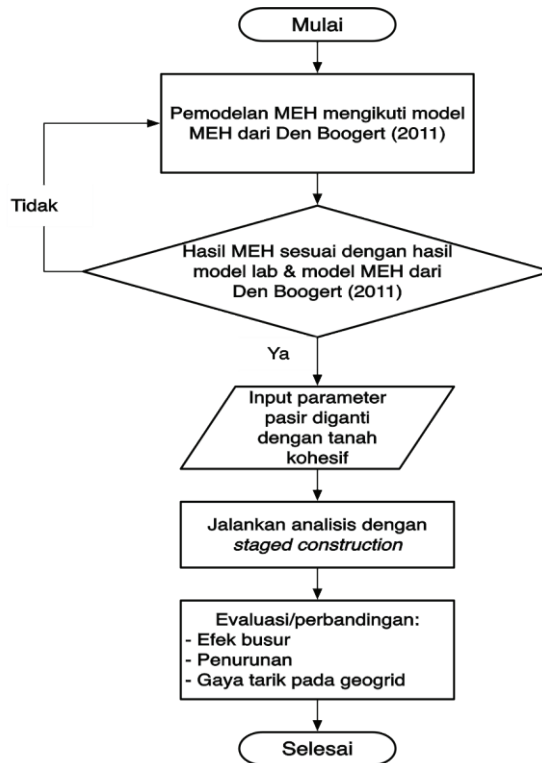 Mulai
Pemodelan MEH mengikuti model
MEH dari Den Boogert (2011)
Tidak
Hasil MEH sesuai dengan hasil
model lab & model MEH dari
Den Boogert (2011)
Ya
Input parameter
pasir diganti
dengan tanah
kohesif
Jalankan analisis dengan
staged construction
Evaluasi/perbandingan:
- Efek busur
- Penurunan
- Gaya tarik pada geogrid
Selesai